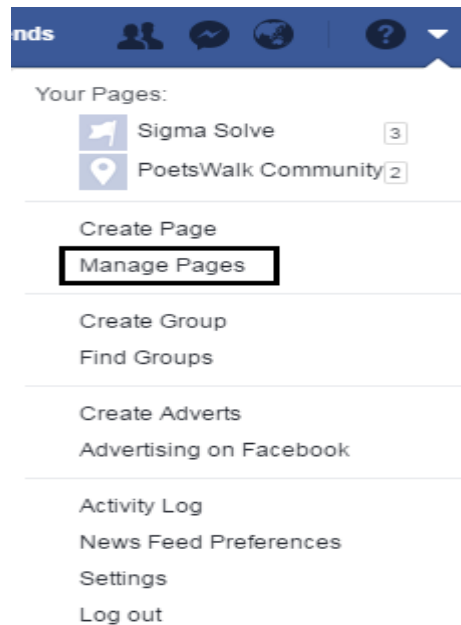 nds
?
Your Pages:
Sigma Solve 3
PoetsWalk Community 2
Create Page
Manage Pages
Create Group
Find Groups
Create Adverts
Advertising on Facebook
Activity Log
News Feed Preferences
Settings
Log out